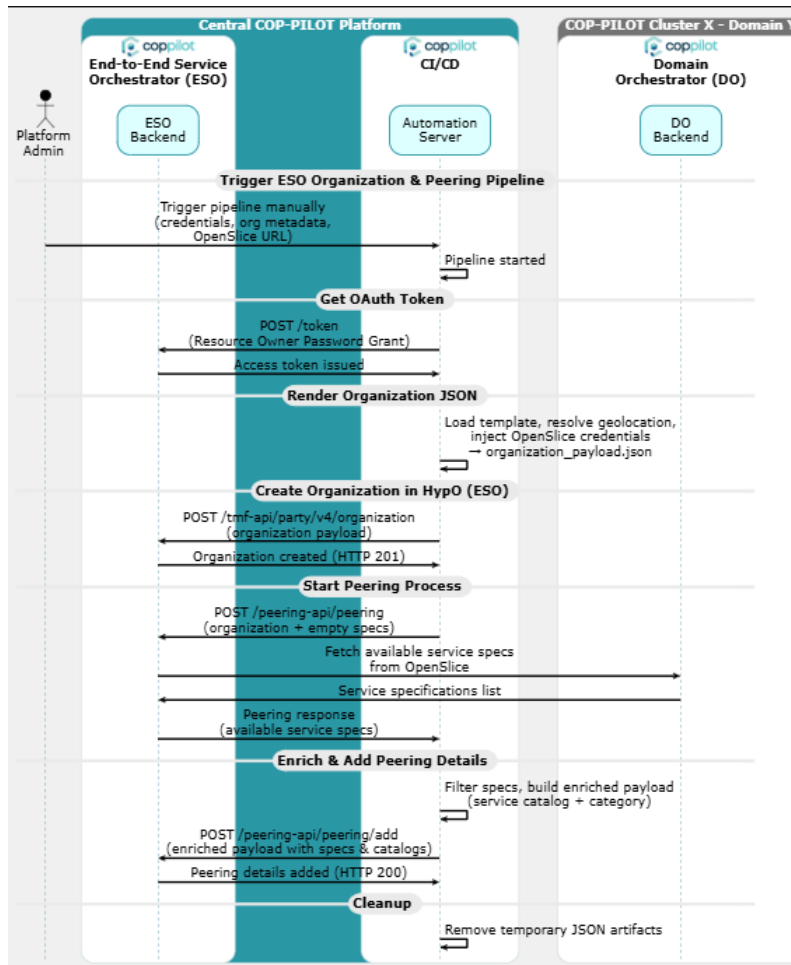 Central COP-PILOT Platform
COP-PILOT Cluster X - Domain Y
coppilot
End-to-End Service
Orchestrator (ESO)
coppilot
CI/CD
coppilot
Domain
Orchestrator (DO)
Platform
Admin
ESO
Backend
Automation
Server
DO
Backend
Trigger ESO Organization & Peering Pipeline
Trigger pipeline manually
(credentials, org metadata,
OpenSlice URL)
Pipeline started
Get OAuth Token
POST /token
(Resource Owner Password Grant)
Access token issued
Render Organization JSON
Load template, resolve geolocation,
inject OpenSlice credentials
→ organization_payload.json
Create Organization in HypO (ESO)
POST /tmf-api/party/v4/organization
(organization payload)
Organization created (HTTP 201)
Start Peering Process
POST /peering-api/peering
(organization + empty specs)
Fetch available service specs
from OpenSlice
Service specifications list
Peering response
(available service specs)
Enrich & Add Peering Details
Filter specs, build enriched payload
(service catalog + category)
POST /peering-api/peering/add
(enriched payload with specs & catalogs)
Peering details added (HTTP 200)
Cleanup
Remove temporary JSON artifacts